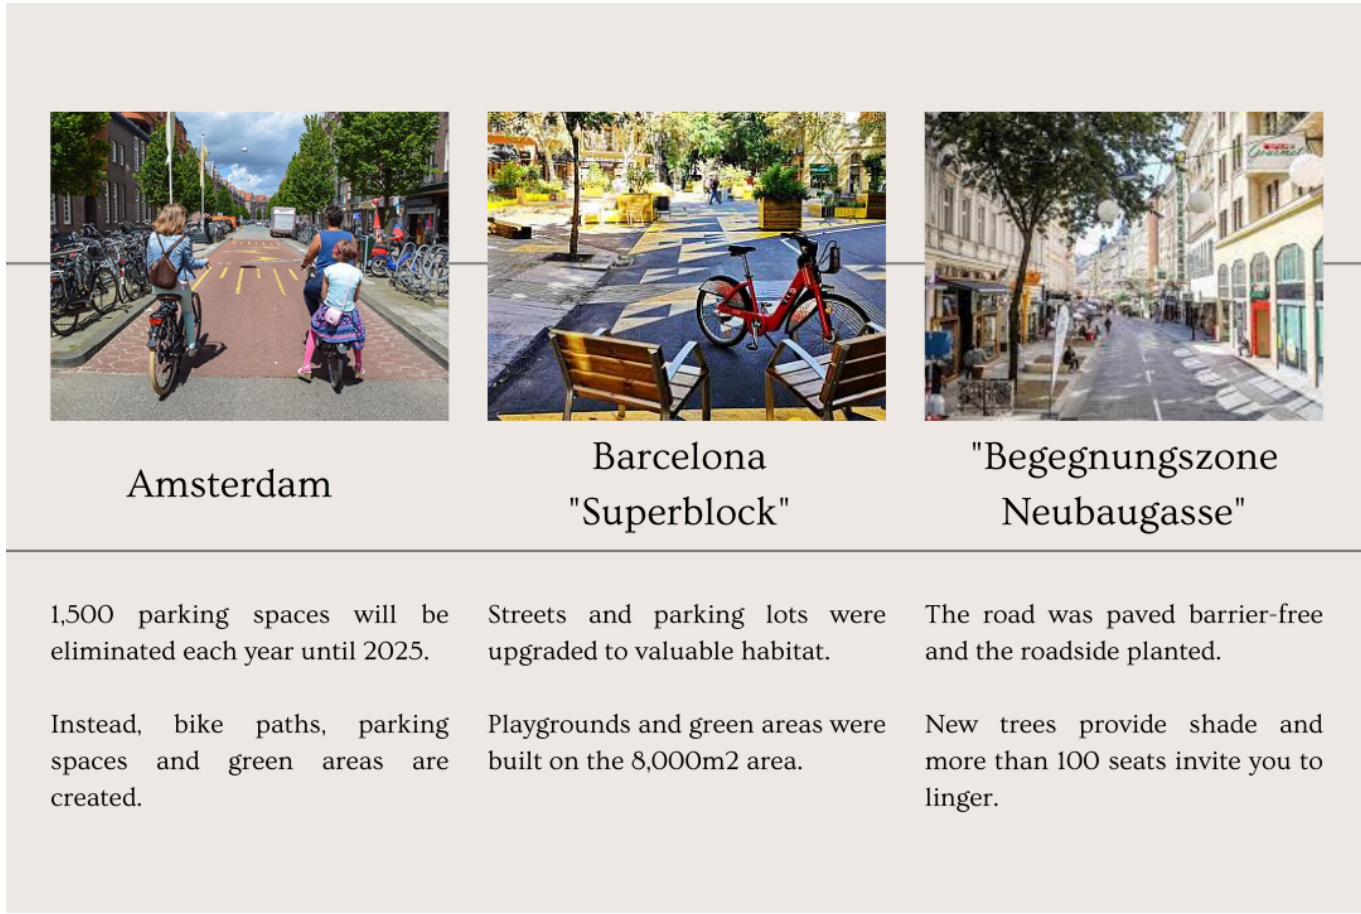 Amsterdam
Barcelona
"Superblock"
"Begegnungszone
Neubaugasse"
1,500 parking spaces will be
eliminated each year until 2025.
Instead, bike paths, parking
spaces and green areas are
created.
Streets and parking lots were
upgraded to valuable habitat.
Playgrounds and green areas were
built on the 8,000m2 area.
The road was paved barrier-free
and the roadside planted.
New trees provide shade and
more than 100 seats invite you to
linger.